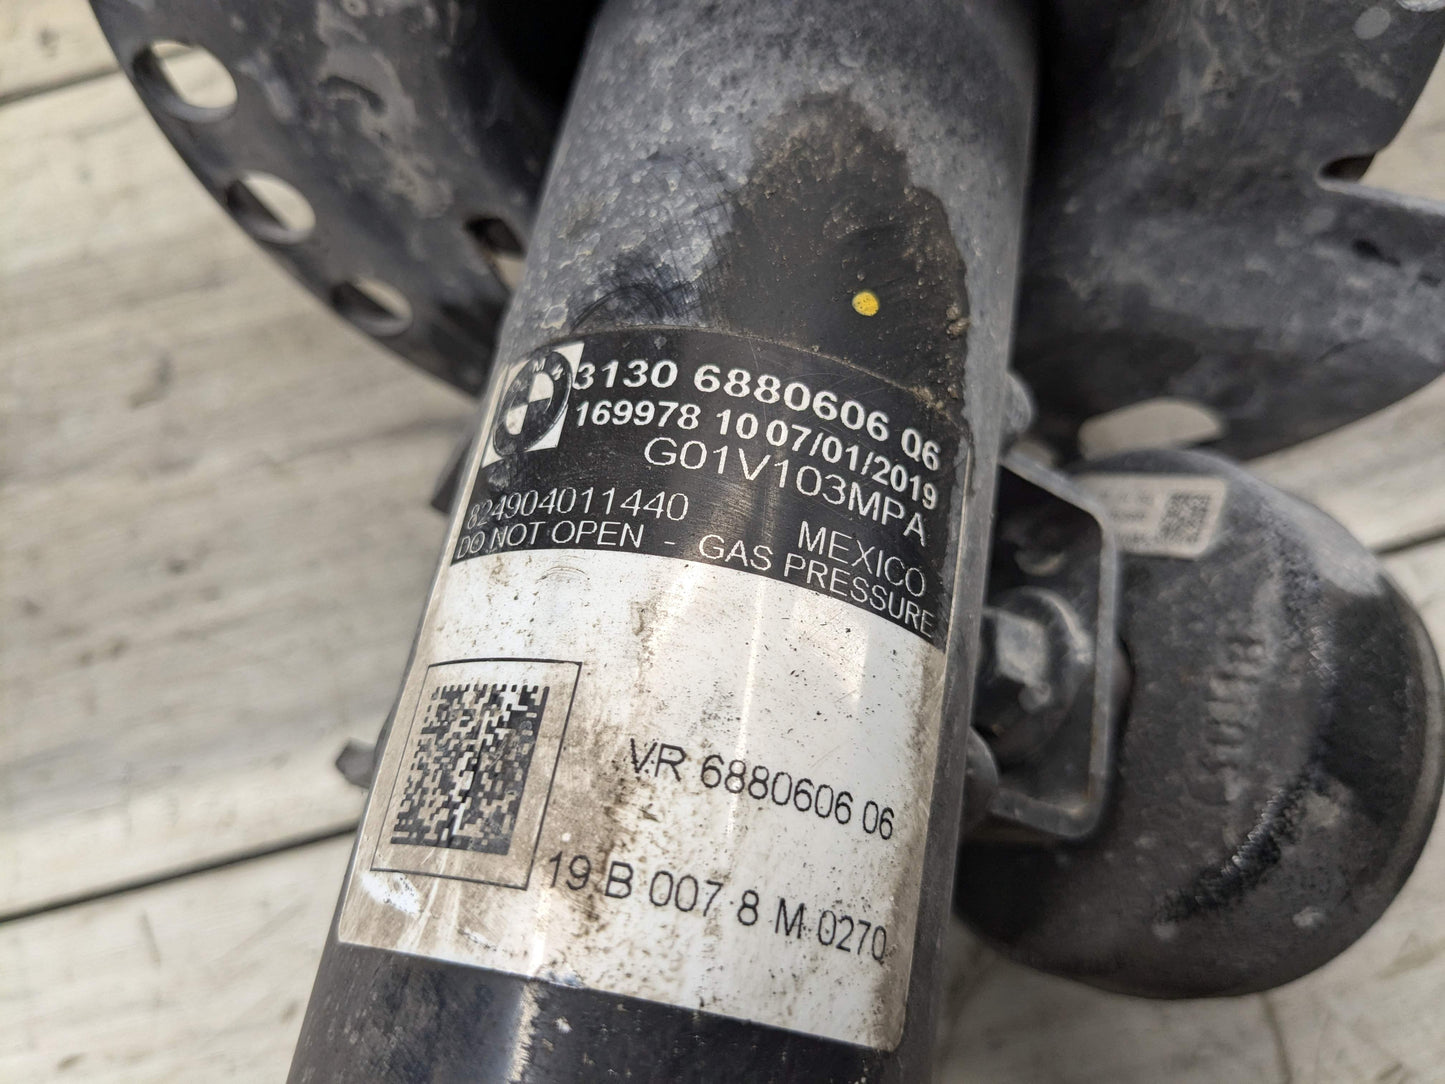 3130 6880606 06
169978 10 07/01/2019
G01V103MPA
824904011440
MEXICO
DO NOT OPEN - GAS PRESSURE
VR 6880606 06
19 B 007 8 M 0270